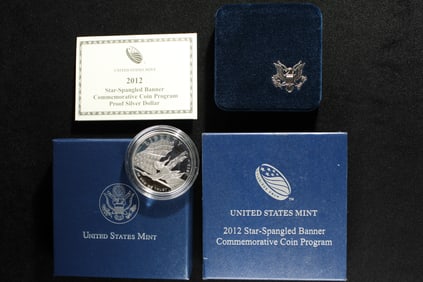 UNITED STATES MINT
2012
Star-Spangled Banner
Commemorative Coin Program
Proof Silver Dollar
UNITED STATES MINT
UNITED STATES MINT
2012 Star-Spangled Banner
Commemorative Coin Program